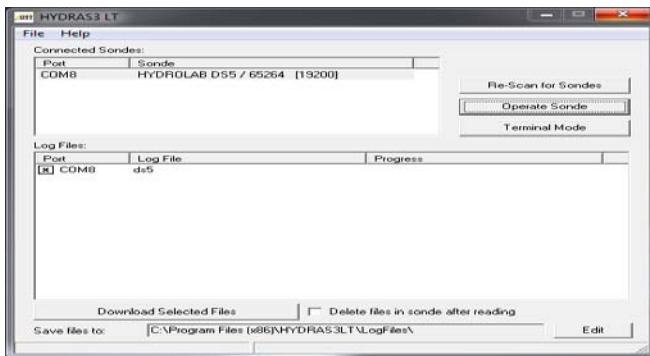 OTT HYDRAS3 LT
File Help
Connected Sondes:
Port Sonde
COM8 HYDROLAB DS5 / 65264 [19200]
Re-Scan for Sondes
Operate Sonde
Terminal Mode
Log Files:
Port Log File Progress
COM8 ds5
Download Selected Files Delete files in sonde after reading
Save files to: C:\Program Files (x86)\HYDRAS3LT\LogFiles\ Edit